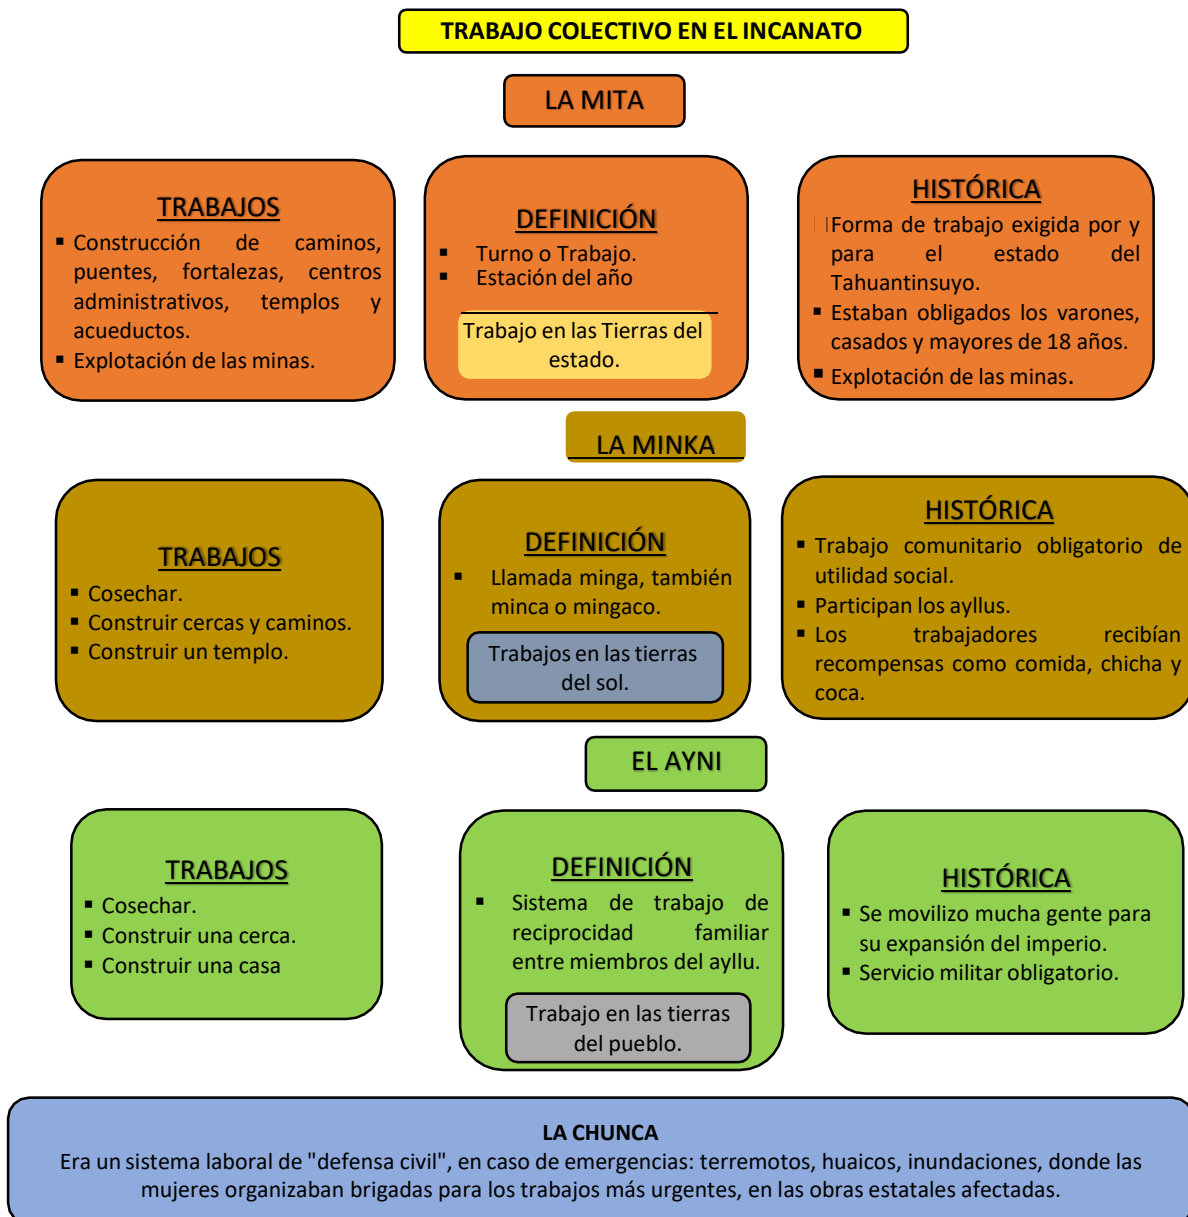 TRABAJO COLECTIVO EN EL INCANATO
LA MITA
TRABAJOS
▪ Construcción de caminos,
puentes, fortalezas, centros
administrativos, templos y
acueductos.
▪ Explotación de las minas.
DEFINICIÓN
▪ Turno o Trabajo.
▪ Estación del año
Trabajo en las Tierras del
estado.
HISTÓRICA
Forma de trabajo exigida por y
para el estado del
Tahuantinsuyo.
▪ Estaban obligados los varones,
casados y mayores de 18 años.
▪ Explotación de las minas.
LA MINKA
TRABAJOS
▪ Cosechar.
▪ Construir cercas y caminos.
▪ Construir un templo.
DEFINICIÓN
▪ Llamada minga, también
minca o mingaco.
Trabajos en las tierras
del sol.
HISTÓRICA
▪ Trabajo comunitario obligatorio de
utilidad social.
▪ Participan los ayllus.
▪ Los trabajadores recibían
recompensas como comida, chicha y
coca.
EL AYNI
TRABAJOS
▪ Cosechar.
▪ Construir una cerca.
▪ Construir una casa
DEFINICIÓN
▪ Sistema de trabajo de
reciprocidad familiar
entre miembros del ayllu.
Trabajo en las tierras
del pueblo.
HISTÓRICA
▪ Se movilizo mucha gente para
su expansión del imperio.
▪ Servicio militar obligatorio.
LA CHUNCA
Era un sistema laboral de "defensa civil", en caso de emergencias: terremotos, huaicos, inundaciones, donde las
mujeres organizaban brigadas para los trabajos más urgentes, en las obras estatales afectadas.